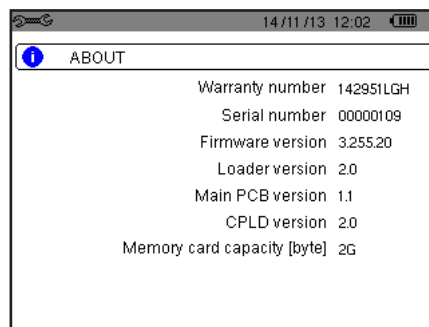 14/11/13 12:02
ABOUT
Warranty number 142951LGH
Serial number 00000109
Firmware version 3.255.20
Loader version 2.0
Main PCB version 1.1
CPLD version 2.0
Memory card capacity [byte] 2G